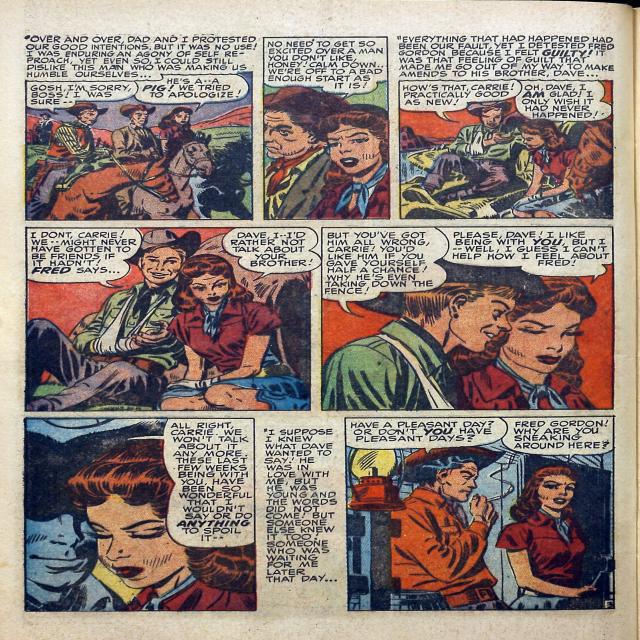 "OVER AND OVER, DAD AND I PROTESTED
OUR GOOD INTENTIONS, BUT IT WAS NO USE!
I WAS ENDURING AN AGONY OF SELF RE-
PROACH, YET EVEN SO, I COULD STILL
DISLIKE THIS MAN WHO WAS MAKING US
HUMBLE OURSELVES...
GOSH, I'M SORRY,
BOSS! I WAS
SURE --
HE'S A--A
PIG! WE TRIED
TO APOLOGIZE!
NO NEED TO GET SO
EXCITED OVER A MAN
YOU DON'T LIKE,
HONEY! CALM DOWN.
WE'RE OFF TO A BAD
ENOUGH START AS
IT IS!
"EVERYTHING THAT HAD HAPPENED HAD
BEEN OUR FAULT, YET I DETESTED FRED
GORDON BECAUSE I FELT GUILTY! IT
WAS THAT FEELING OF GUILT THAT
MADE ME GO OUT OF MY WAY TO MAKE
AMENDS TO HIS BROTHER, DAVE...
HOW'S THAT, CARRIE?
PRACTICALLY GOOD
AS NEW!
OH, DAVE, I
AM GLAD! I
ONLY WISH IT
HAD NEVER
HAPPENED!
I DON'T, CARRIE!
WE -- MIGHT NEVER
HAVE GOTTEN TO
BE FRIENDS IF
IT HADN'T!
FRED SAYS...
DAVE, I--I'D
RATHER NOT
TALK ABOUT
YOUR
BROTHER!
BUT YOU'VE GOT
HIM ALL WRONG,
CARRIE! YOU'D
LIKE HIM IF YOU
GAVE YOURSELF
HALF A CHANCE!
WHY HE'S EVEN
TAKING DOWN THE
FENCE!
PLEASE, DAVE! I LIKE
BEING WITH YOU, BUT I
--WELL, I GUESS I CAN'T
HELP HOW I FEEL ABOUT
FRED!
ALL RIGHT,
CARRIE, WE
WON'T TALK
ABOUT IT
ANY MORE.
THESE LAST
FEW WEEKS
BEING WITH
YOU, HAVE
BEEN SO
WONDERFUL
THAT I
WOULDN'T
SAY OR DO
ANYTHING
TO SPOIL
IT--
"I SUPPOSE
I KNEW
WHAT DAVE
WANTED TO
SAY! HE
WAS IN
LOVE WITH
ME, BUT
HE WAS
YOUNG AND
THE WORDS
DID NOT
COME! BUT
SOMEONE
ELSE KNEW
IT TOO,
SOMEONE
WHO WAS
WAITING
FOR ME
LATER
THAT DAY...
HAVE A PLEASANT DAY?
OR DON'T YOU HAVE
PLEASANT DAYS?
FRED GORDON!
WHY ARE YOU
SNEAKING
AROUND HERE?